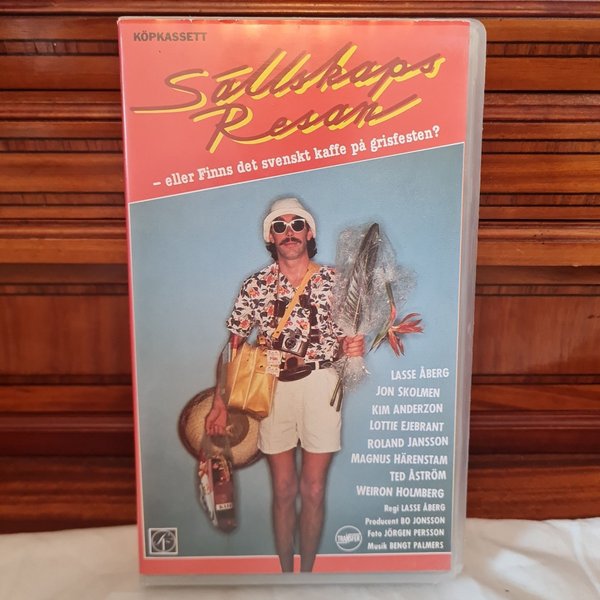 KÖPKASSETT
Sällskaps
Resan
– eller Finns det svenskt kaffe på grisfesten?
LASSE ÅBERG
JON SKOLMEN
KIM ANDERZON
LOTTIE EJEBRANT
ROLAND JANSSON
MAGNUS HÄRENSTAM
TED ÅSTRÖM
WEIRON HOLMBERG
Regi LASSE ÅBERG
Producent BO JONSSON
Foto JÖRGEN PERSSON
Musik BENGT PALMERS
TRANSFER